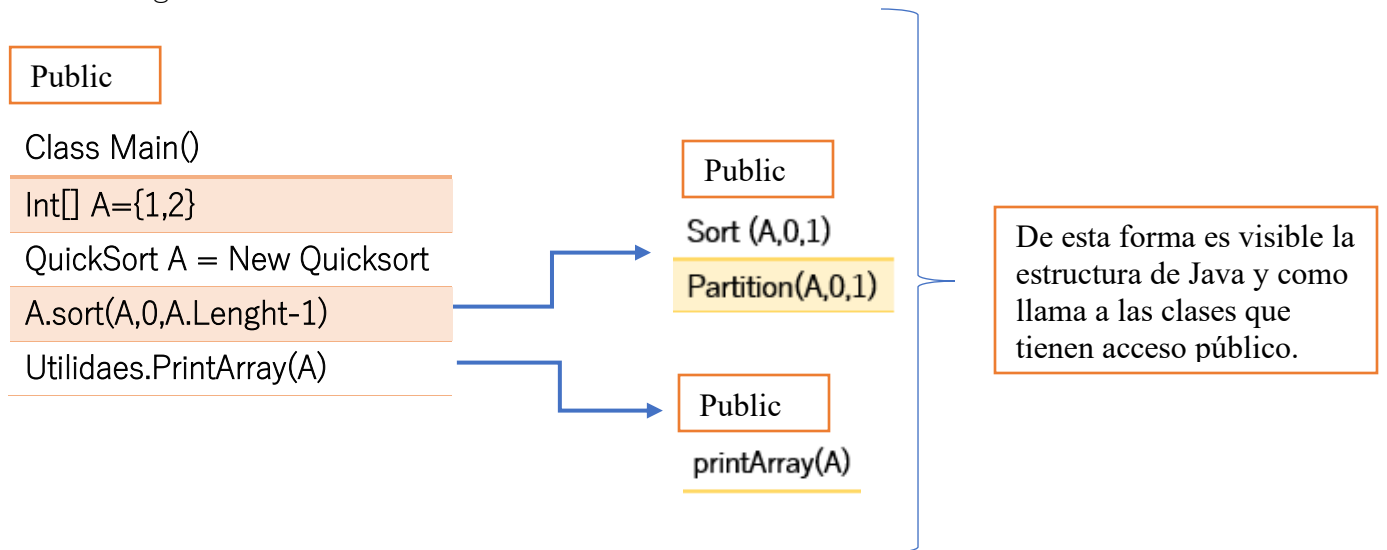 Public
Class Main()
Int[] A={1,2}
QuickSort A = New Quicksort
A.sort(A,0,A.Lenght-1)
Utilidaes.PrintArray(A)
Public
Sort (A,0,1)
Partition(A,0,1)
Public
printArray(A)
De esta forma es visible la
estructura de Java y como
llama a las clases que
tienen acceso público.